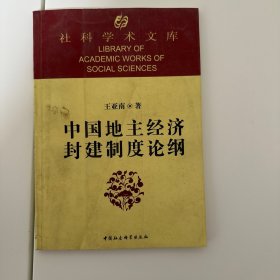 社科学术文库
LIBRARY OF
ACADEMIC WORKS OF
SOCIAL SCIENCES
王亚南 著
中国地主经济
封建制度论纲
中国社会科学出版社